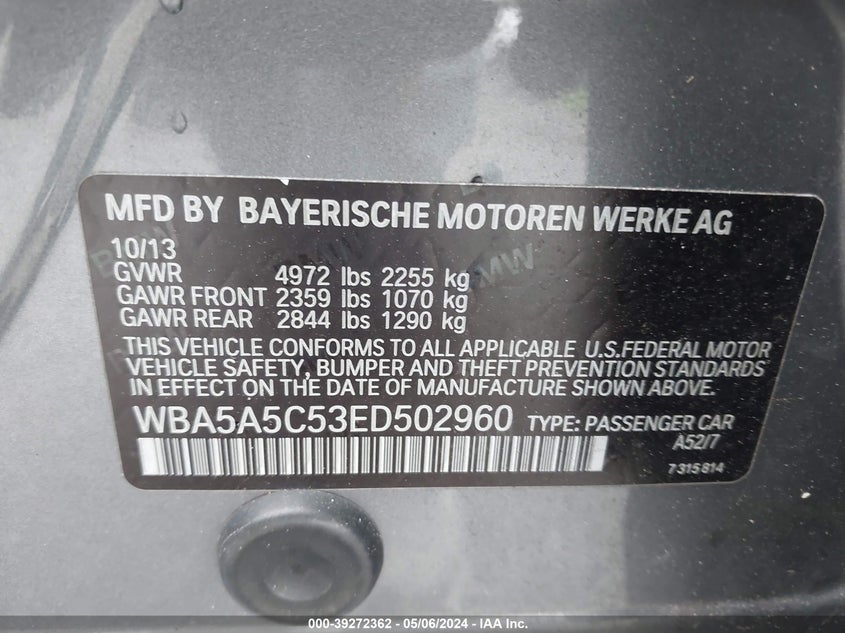 MFD BY BAYERISCHE MOTOREN WERKE AG
10/13
GVWR 4972 lbs 2255 kg
GAWR FRONT 2359 lbs 1070 kg
GAWR REAR 2844 lbs 1290 kg
THIS VEHICLE CONFORMS TO ALL APPLICABLE U.S.FEDERAL MOTOR
VEHICLE SAFETY, BUMPER AND THEFT PREVENTION STANDARDS
IN EFFECT ON THE DATE OF MANUFACTURE SHOWN ABOVE.
WBA5A5C53ED502960 TYPE: PASSENGER CAR
A52/7
7 315 814
000-39272362 - 05/06/2024 - IAA Inc.